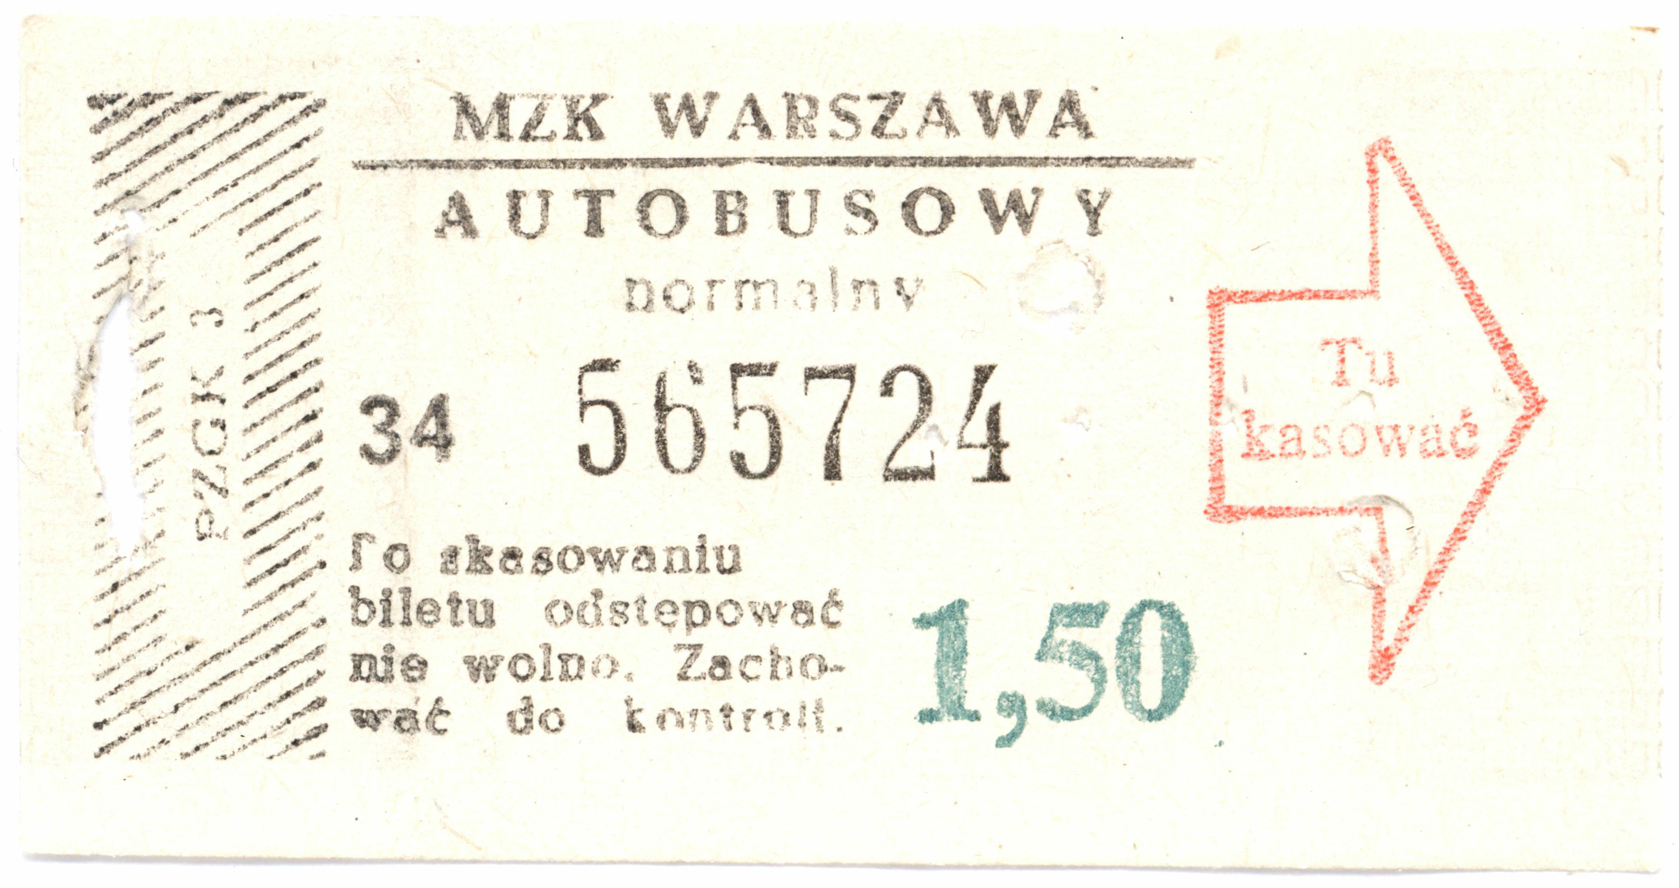 MZK WARSZAWA
AUTOBUSOWY
normalny
34 565724
Po skasowaniu
biletu odstępować
nie wolno. Zacho-
wać do kontroli.
1,50
Tu
kasować
PZGK 3